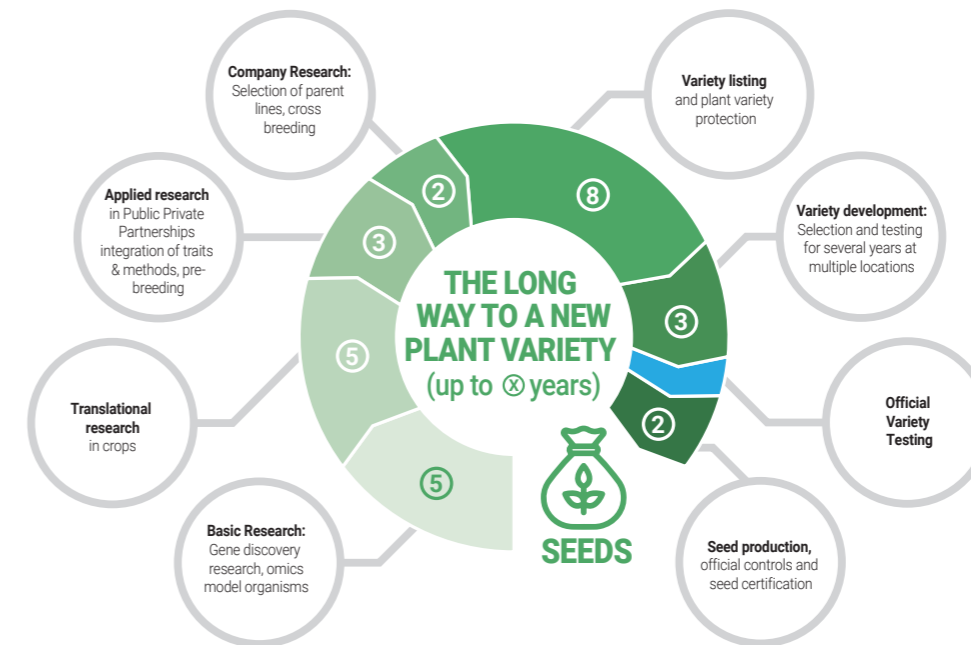 Company Research:
Selection of parent
lines, cross
breeding
Variety listing
and plant variety
protection
Applied research
in Public Private
Partnerships
integration of traits
& methods, pre-
breeding
Variety development:
Selection and testing
for several years at
multiple locations
Translational
research
in crops
Official
Variety
Testing
Basic Research:
Gene discovery
research, omics
model organisms
Seed production,
official controls and
seed certification
5
5
3
2
8
3
2
THE LONG
WAY TO A NEW
PLANT VARIETY
(up to ⓧ years)
SEEDS